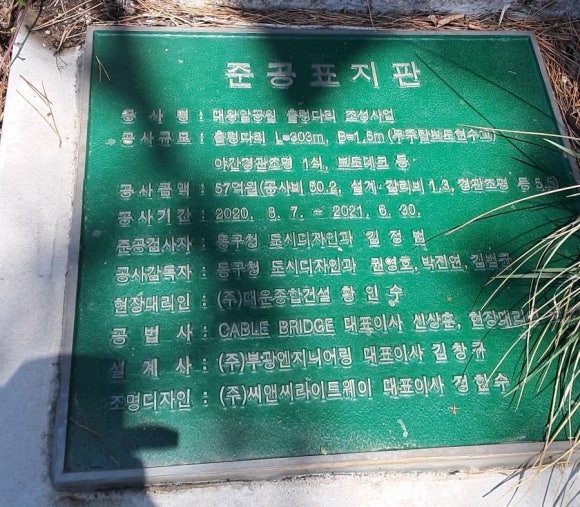 준공표지판
공사명 : 대왕암공원 출렁다리 조성사업
공사규모 : 출렁다리 L=303m, B=1.5m (무주탑보도현수교)
야간경관조명 1식, 보도데크 등
공사금액 : 57억원(공사비 50.2, 설계·감리비 1.3, 경관조명 등 5.5)
공사기간 : 2020. 8. 7. ~ 2021. 6. 30.
준공검사자 : 동구청 도시디자인과 김정범
공사감독자 : 동구청 도시디자인과 권영호, 박진연,
현장대리인 : (주)대운종합건설 황인수
공법사 : CABLE BRIDGE 대표이사 신상훈, 현장대리
설계사 : (주)부광엔지니어링 대표이사 김창규
조명디자인 : (주)씨앤씨라이트웨이 대표이사 정한수